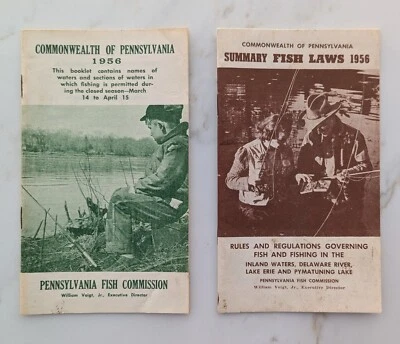 COMMONWEALTH OF PENNSYLVANIA
1956
This booklet contains names of
waters and sections of waters in
which fishing is permitted dur-
ing the closed season—March
14 to April 15
PENNSYLVANIA FISH COMMISSION
William Voigt, Jr., Executive Director
COMMONWEALTH OF PENNSYLVANIA
SUMMARY FISH LAWS 1956
RULES AND REGULATIONS GOVERNING
FISH AND FISHING IN THE
INLAND WATERS, DELAWARE RIVER,
LAKE ERIE AND PYMATUNING LAKE
PENNSYLVANIA FISH COMMISSION
William Voigt, Jr., Executive Director